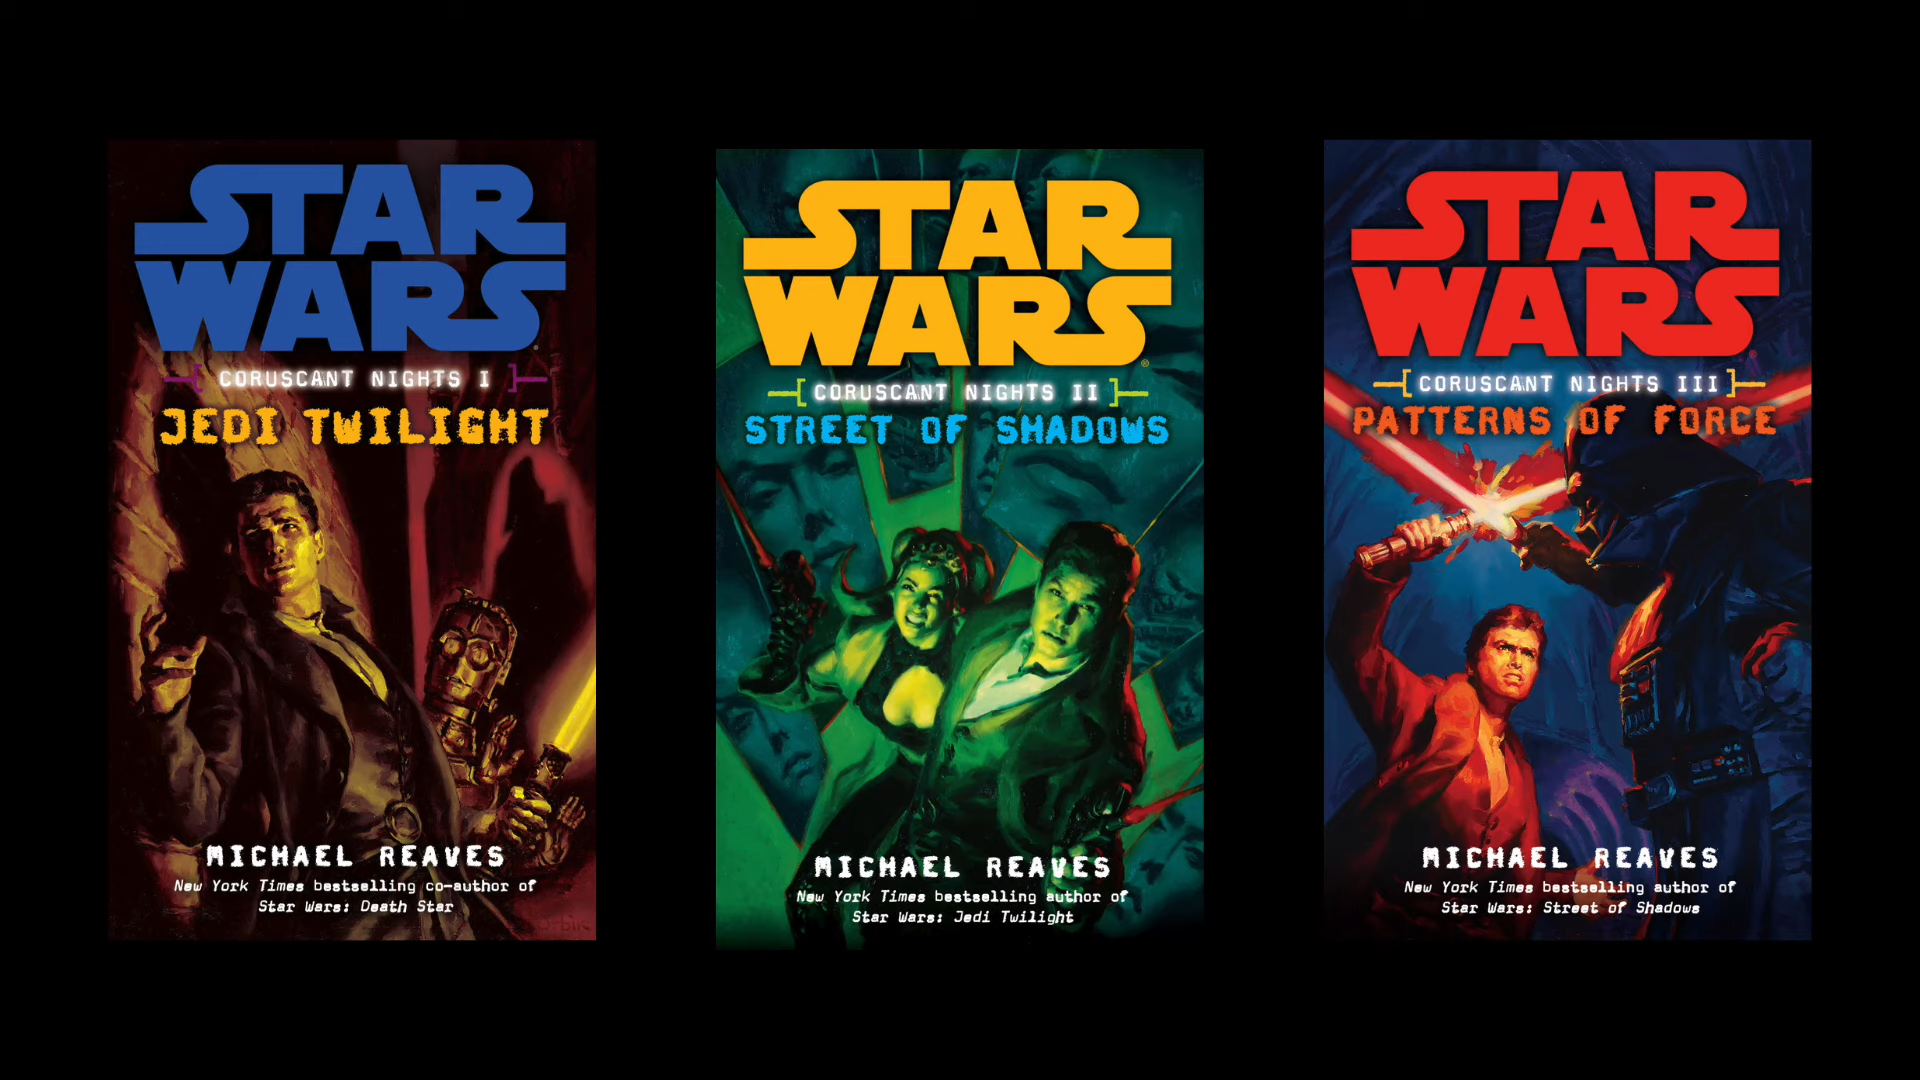 STAR
WARS
CORUSCANT NIGHTS I
JEDI TWILIGHT
MICHAEL REAVES
New York Times bestselling co-author of
Star Wars: Death Star
STAR
WARS®
CORUSCANT NIGHTS II
STREET OF SHADOWS
MICHAEL REAVES
New York Times bestselling author of
Star Wars: Jedi Twilight
STAR
WARS®
CORUSCANT NIGHTS III
PATTERNS OF FORCE
MICHAEL REAVES
New York Times bestselling author of
Star Wars: Street of Shadows